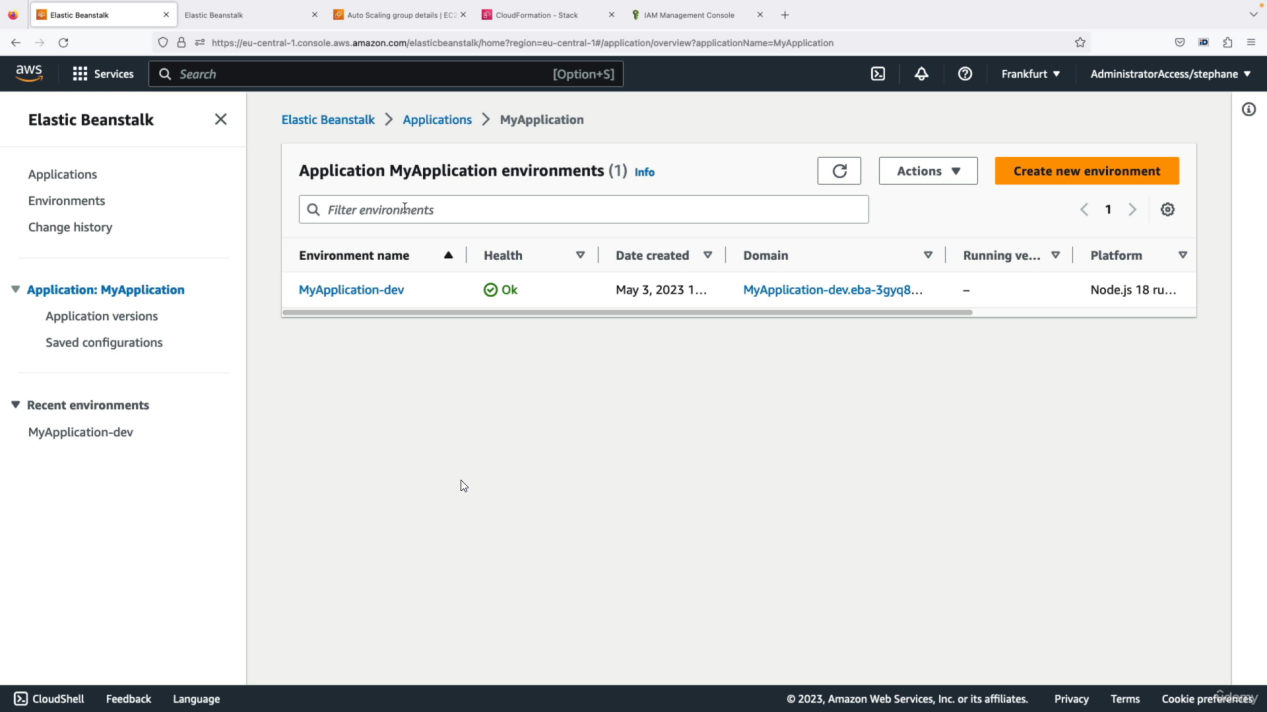 Elastic Beanstalk
Elastic Beanstalk
Auto Scaling group details | EC2
CloudFormation - Stack
IAM Management Console
https://eu-central-1.console.aws.amazon.com/elasticbeanstalk/home?region=eu-central-1#/application/overview?applicationName=MyApplication
aws
Services
Search
[Option+S]
Frankfurt
AdministratorAccess/stephane
Elastic Beanstalk
Applications
Environments
Change history
Application: MyApplication
Application versions
Saved configurations
Recent environments
MyApplication-dev
Elastic Beanstalk > Applications > MyApplication
Application MyApplication environments (1) Info
Actions
Create new environment
Filter environments
1
Environment name
Health
Date created
Domain
Running ve...
Platform
MyApplication-dev
Ok
May 3, 2023 1...
MyApplication-dev.eba-3gyq8...
–
Node.js 18 ru...
CloudShell
Feedback
Language
© 2023, Amazon Web Services, Inc. or its affiliates.
Privacy
Terms
Cookie preferences
Udemy